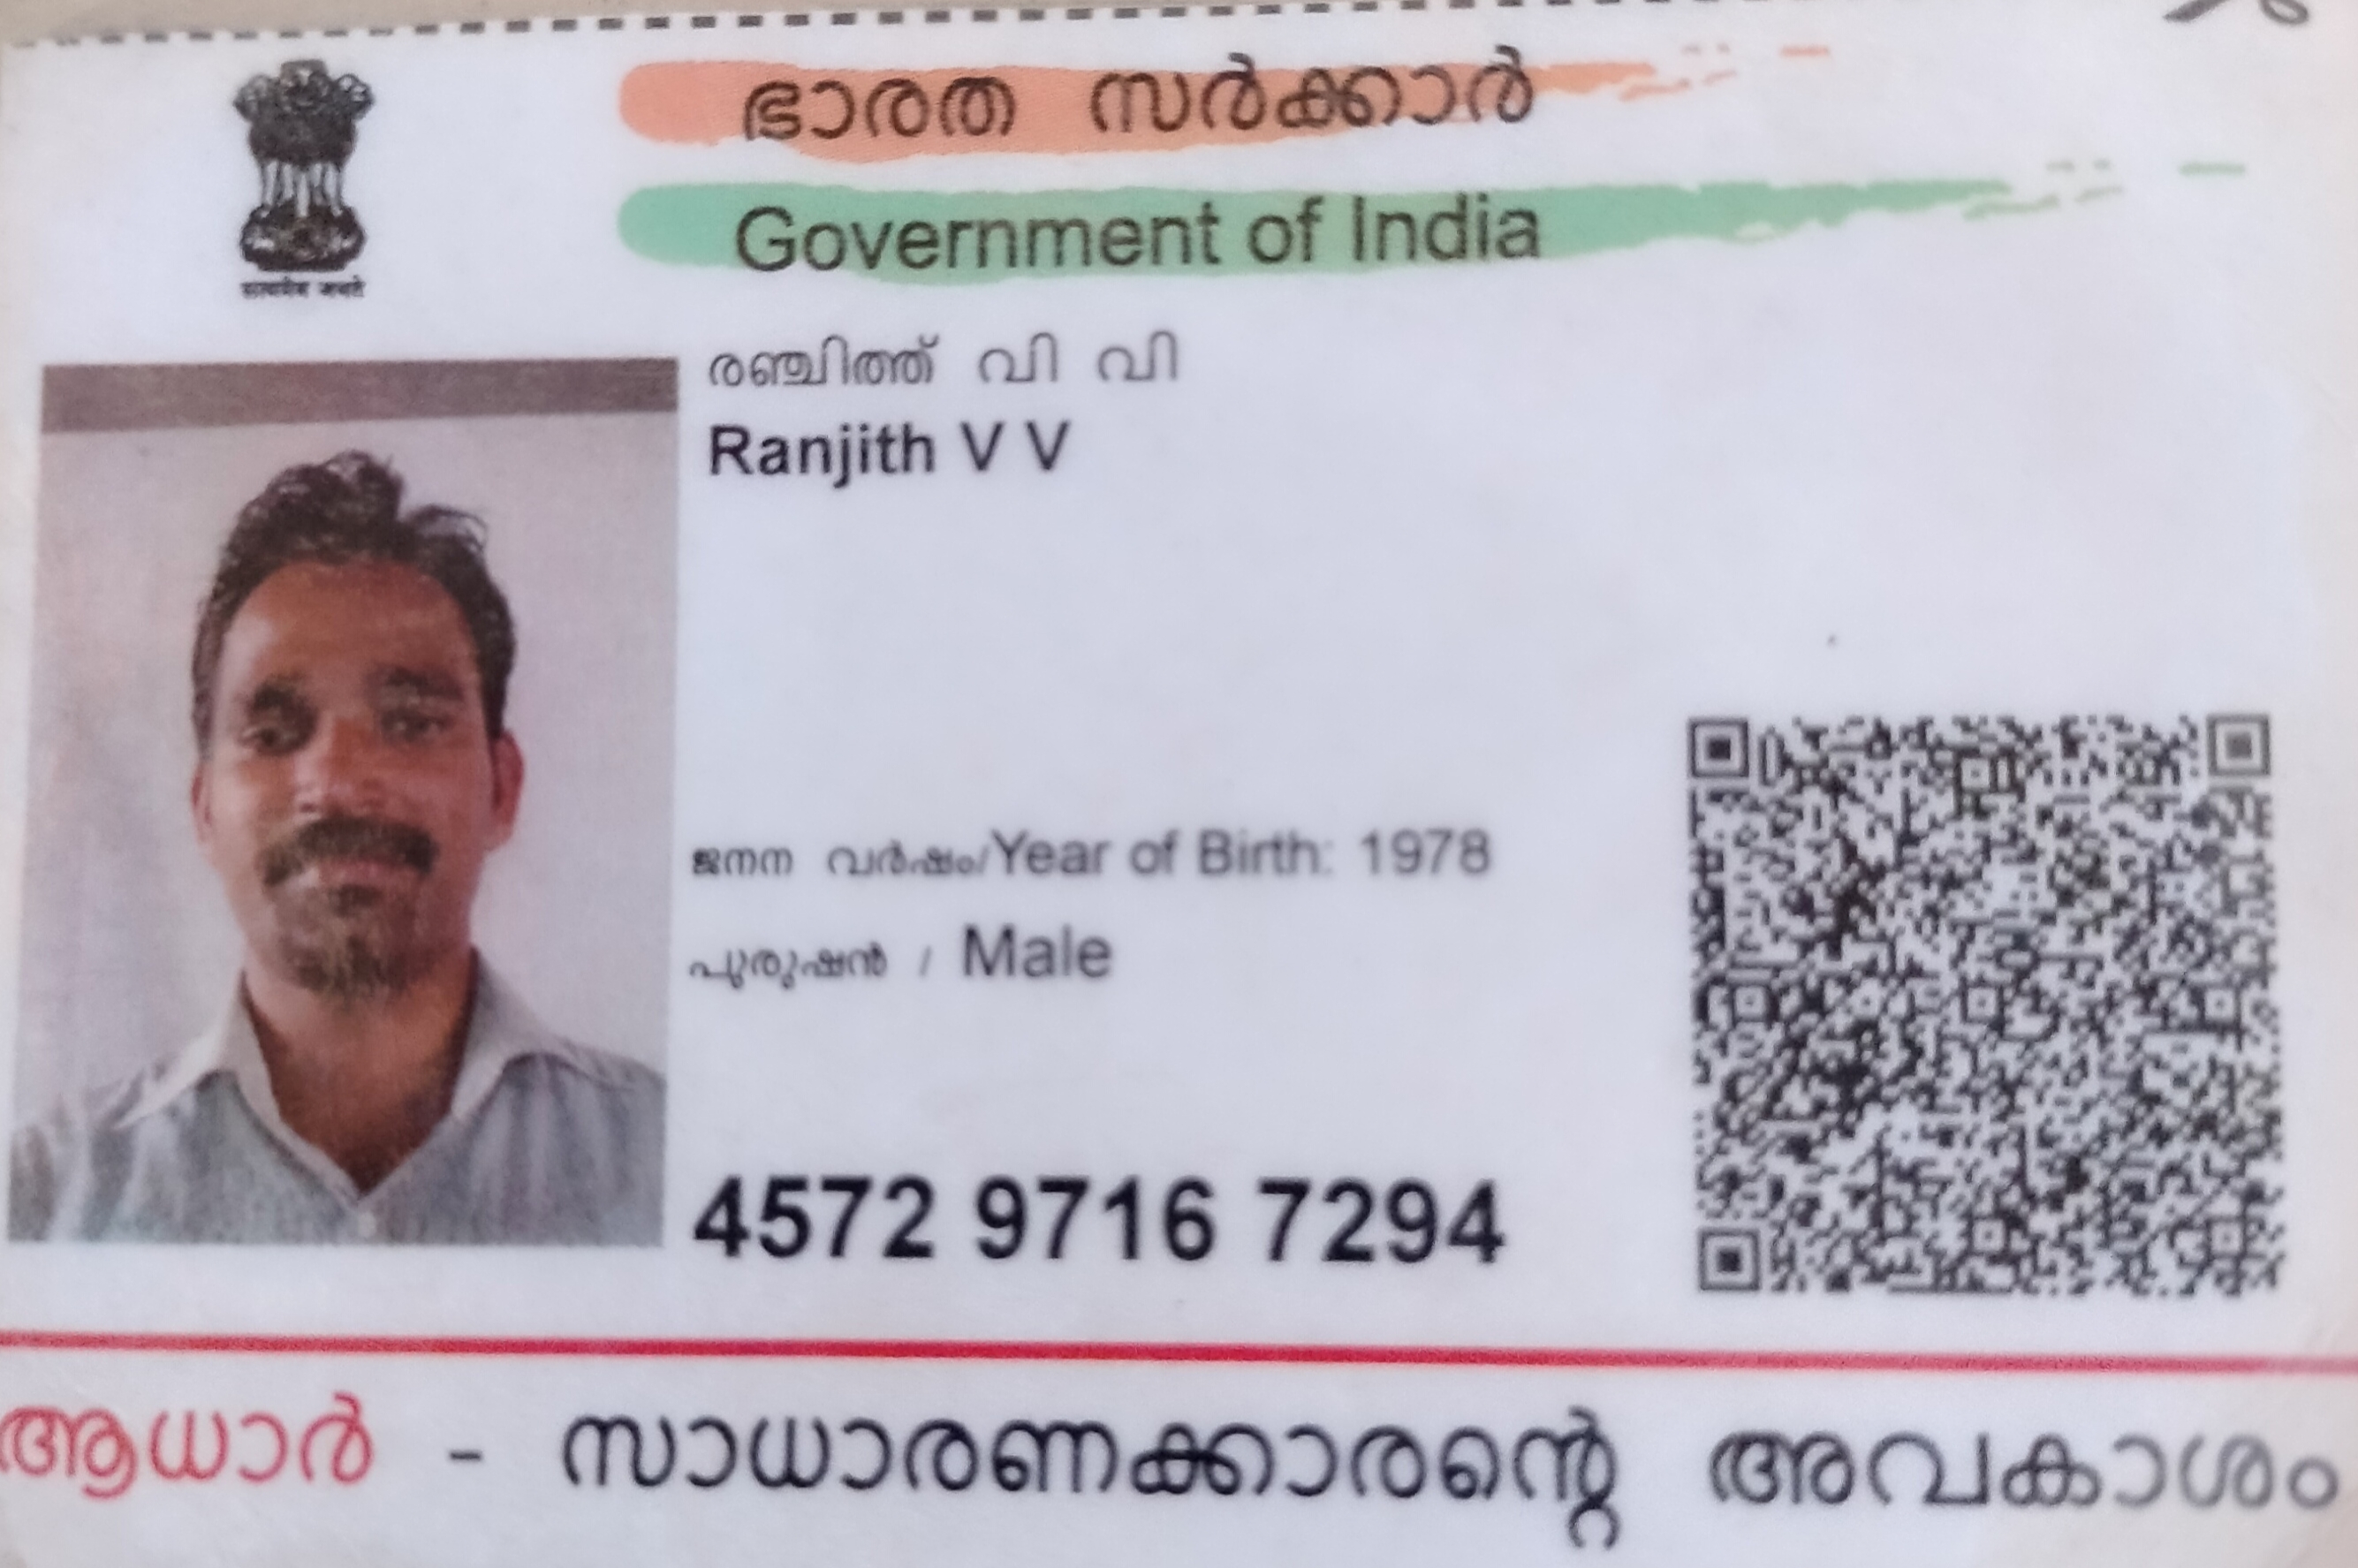 ഭാരത സർക്കാർ
Government of India
सत्यमेव जयते
രഞ്ചിത്ത് വി വി
Ranjith V V
ജനന വർഷം/Year of Birth: 1978
പുരുഷൻ / Male
4572 9716 7294
ആധാർ - സാധാരണക്കാരന്റെ അവകാശം